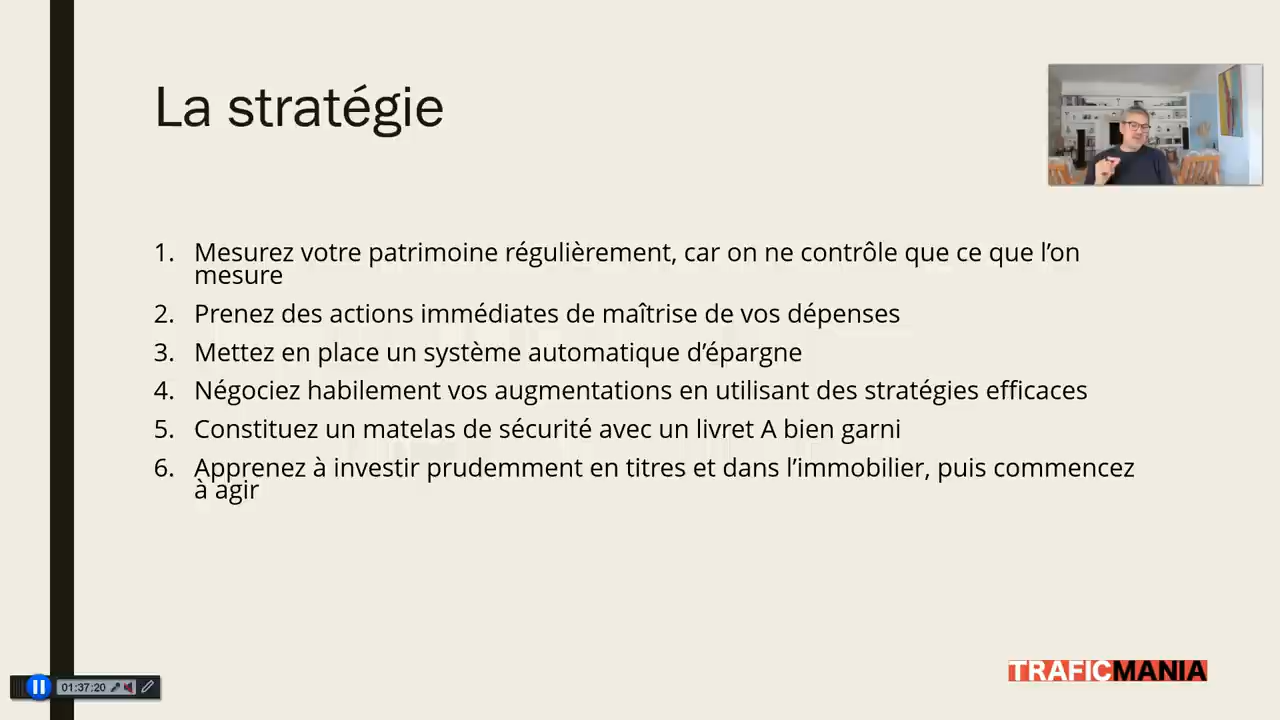 La stratégie
1. Mesurez votre patrimoine régulièrement, car on ne contrôle que ce que l’on
mesure
2. Prenez des actions immédiates de maîtrise de vos dépenses
3. Mettez en place un système automatique d’épargne
4. Négociez habilement vos augmentations en utilisant des stratégies efficaces
5. Constituez un matelas de sécurité avec un livret A bien garni
6. Apprenez à investir prudemment en titres et dans l’immobilier, puis commencez
à agir
TRAFICMANIA
01:37:20